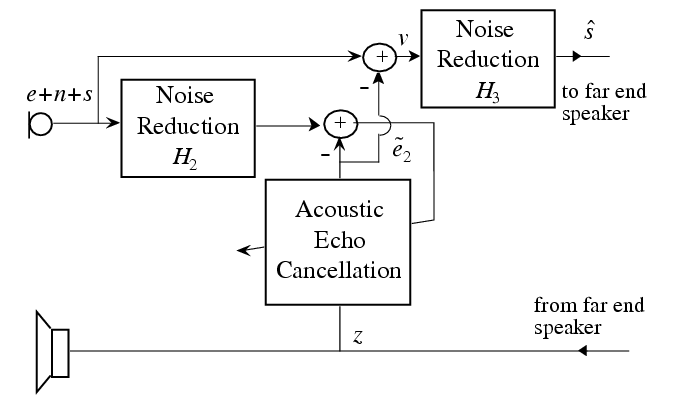 Noise
Reduction
H₃
ŝ
v
+
-
to far end
speaker
e+n+s
Noise
Reduction
H₂
+
-
ẽ₂
Acoustic
Echo
Cancellation
z
from far end
speaker